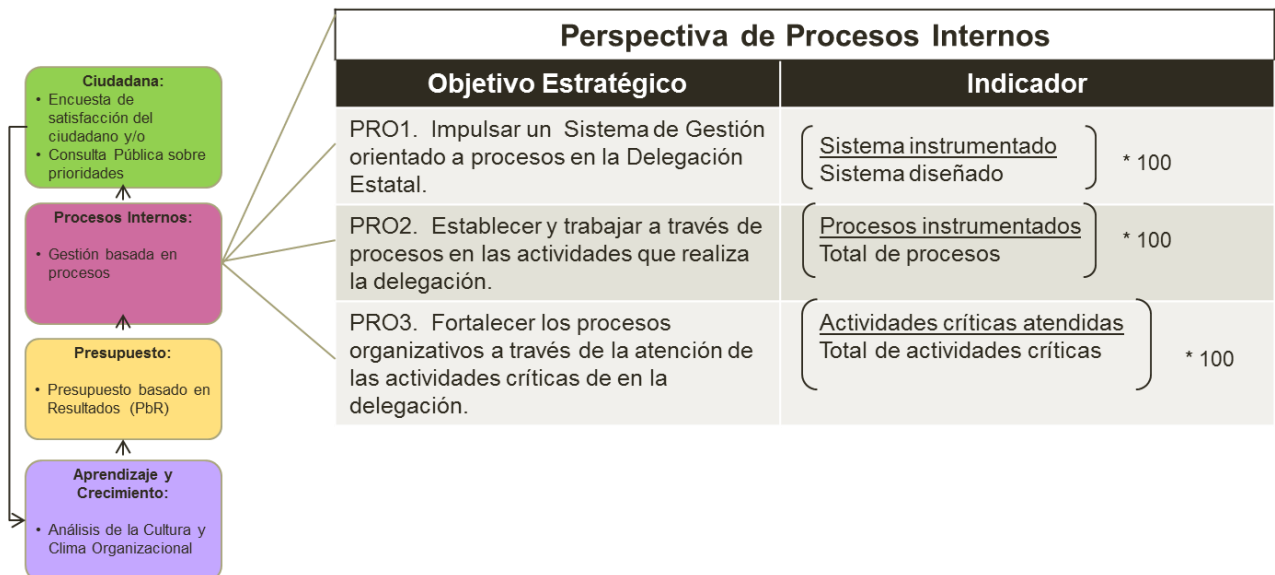 Ciudadana:
• Encuesta de
satisfacción del
ciudadano y/o
• Consulta Pública sobre
prioridades
Procesos Internos:
• Gestión basada en
procesos
Presupuesto:
• Presupuesto basado en
Resultados (PbR)
Aprendizaje y
Crecimiento:
• Análisis de la Cultura y
Clima Organizacional
Perspectiva de Procesos Internos
Objetivo Estratégico
Indicador
PRO1. Impulsar un Sistema de Gestión
orientado a procesos en la Delegación
Estatal.
Sistema instrumentado
Sistema diseñado
* 100
PRO2. Establecer y trabajar a través de
procesos en las actividades que realiza
la delegación.
Procesos instrumentados
Total de procesos
* 100
PRO3. Fortalecer los procesos
organizativos a través de la atención de
las actividades críticas de en la
delegación.
Actividades críticas atendidas
Total de actividades críticas
* 100